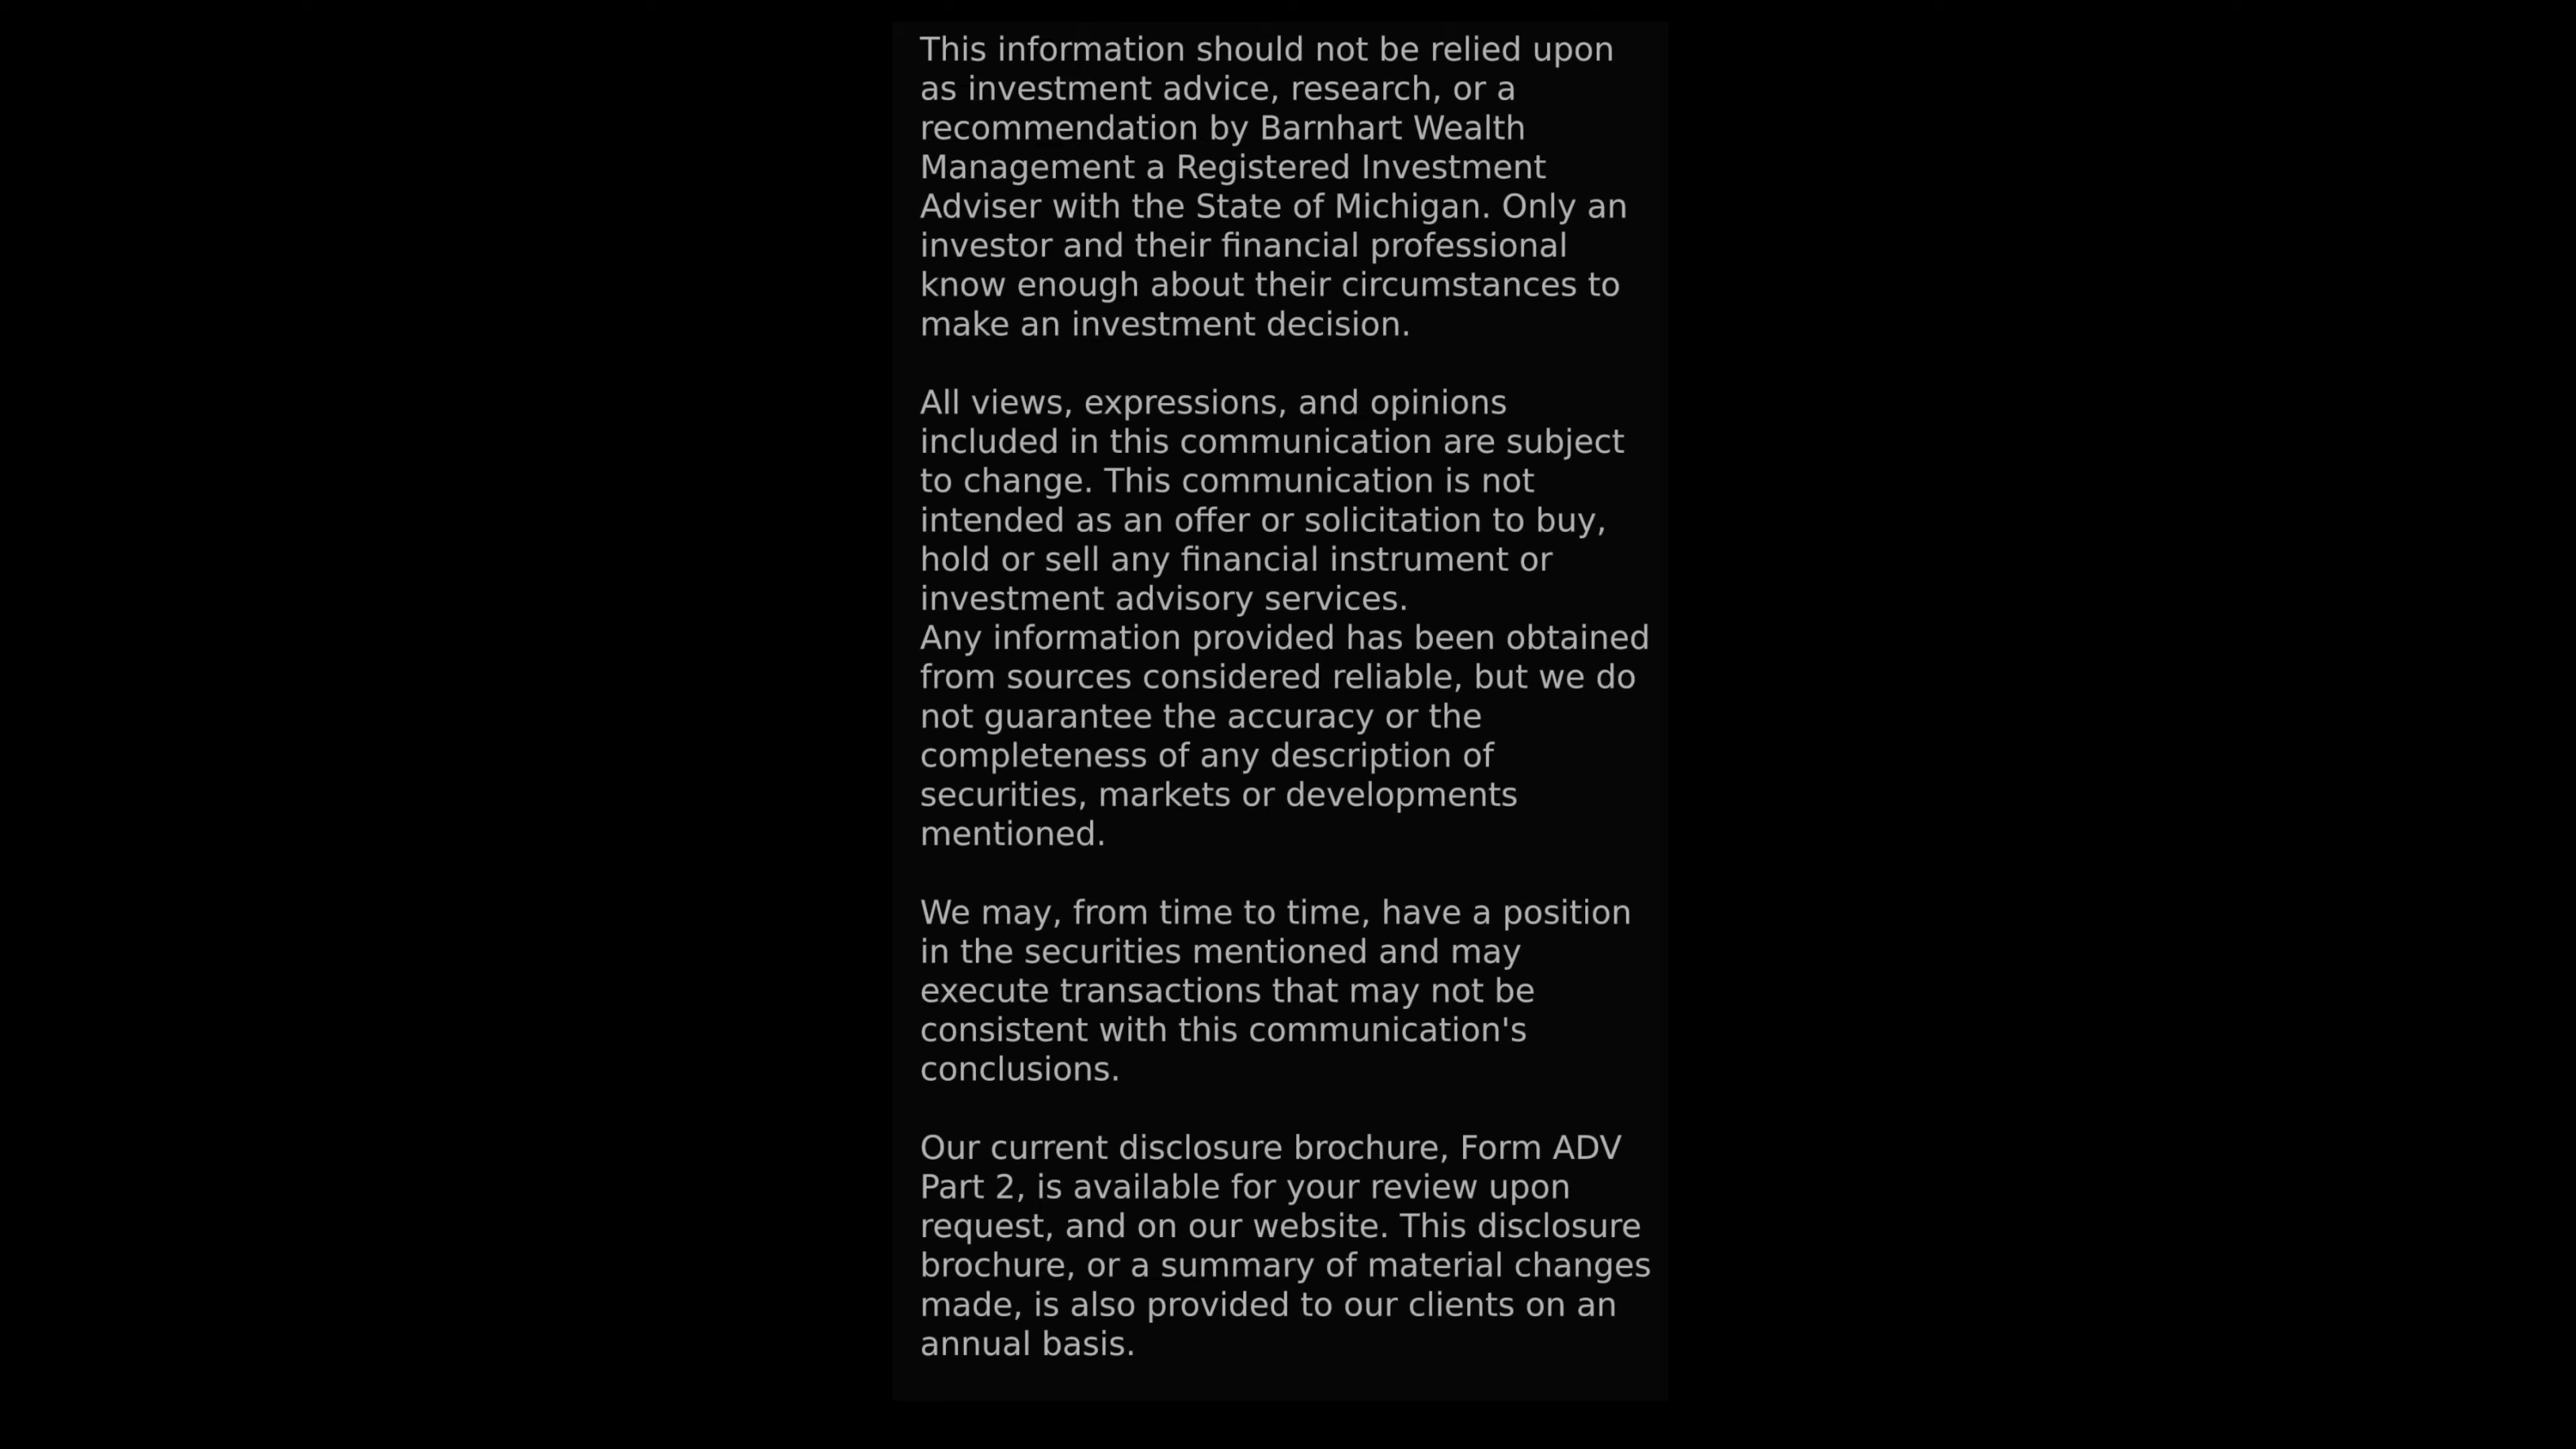 This information should not be relied upon
as investment advice, research, or a
recommendation by Barnhart Wealth
Management a Registered Investment
Adviser with the State of Michigan. Only an
investor and their financial professional
know enough about their circumstances to
make an investment decision.
All views, expressions, and opinions
included in this communication are subject
to change. This communication is not
intended as an offer or solicitation to buy,
hold or sell any financial instrument or
investment advisory services.
Any information provided has been obtained
from sources considered reliable, but we do
not guarantee the accuracy or the
completeness of any description of
securities, markets or developments
mentioned.
We may, from time to time, have a position
in the securities mentioned and may
execute transactions that may not be
consistent with this communication's
conclusions.
Our current disclosure brochure, Form ADV
Part 2, is available for your review upon
request, and on our website. This disclosure
brochure, or a summary of material changes
made, is also provided to our clients on an
annual basis.